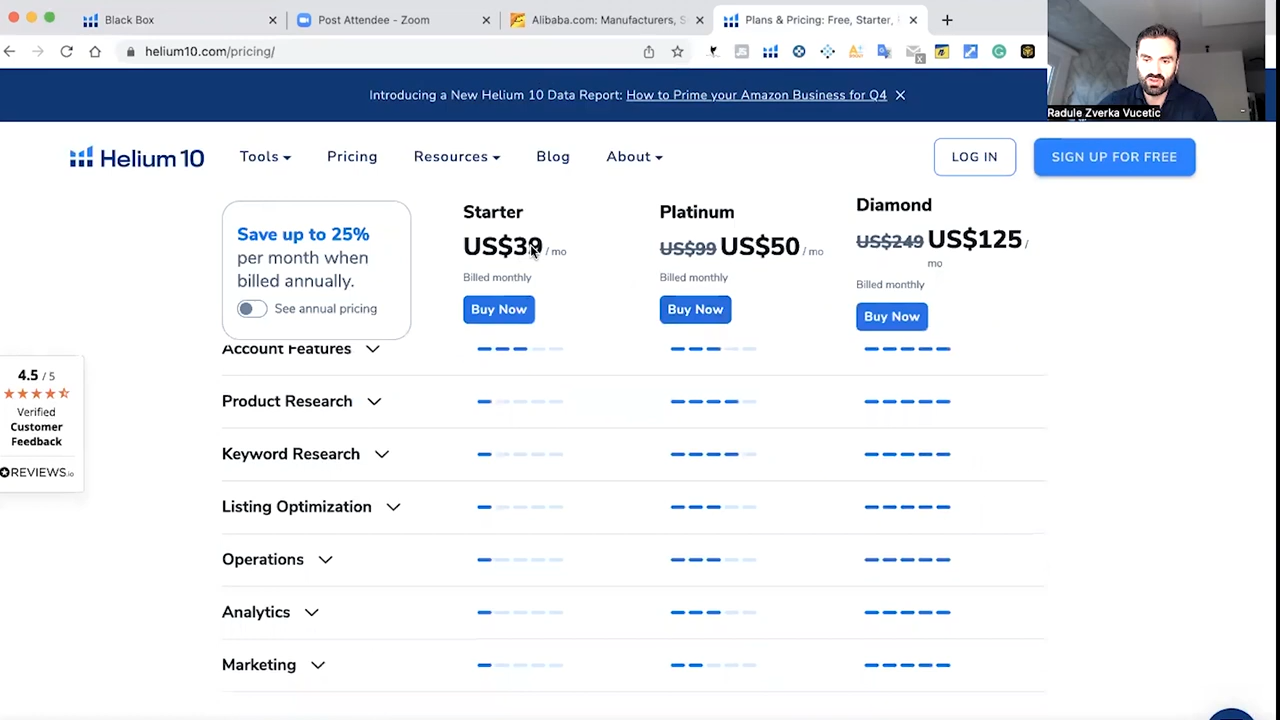 Black Box
Post Attendee - Zoom
Alibaba.com: Manufacturers, S
Plans & Pricing: Free, Starter,
helium10.com/pricing/
Radule Zverka Vucetic
Introducing a New Helium 10 Data Report: How to Prime your Amazon Business for Q4
Helium 10
Tools
Pricing
Resources
Blog
About
LOG IN
SIGN UP FOR FREE
Save up to 25%
per month when
billed annually.
See annual pricing
Starter
US$39 / mo
Billed monthly
Buy Now
Platinum
US$99 US$50 / mo
Billed monthly
Buy Now
Diamond
US$249 US$125 /
mo
Billed monthly
Buy Now
Account Features
Product Research
Keyword Research
Listing Optimization
Operations
Analytics
Marketing
4.5 / 5
Verified
Customer
Feedback
REVIEWS.io